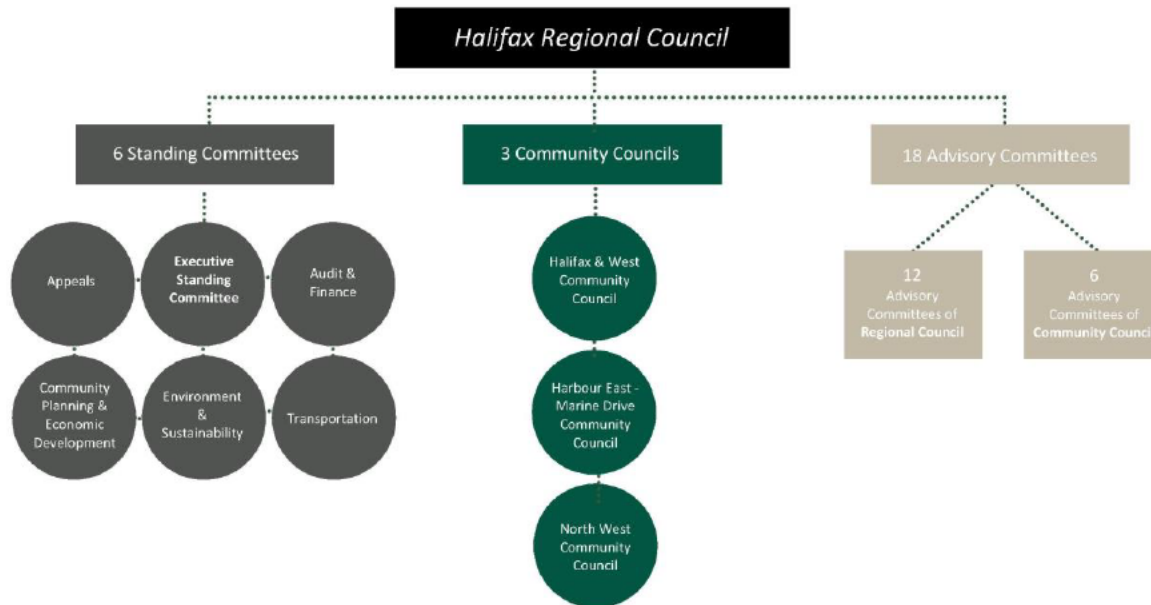 Halifax Regional Council
6 Standing Committees
3 Community Councils
18 Advisory Committees
Appeals
Executive
Standing
Committee
Audit &
Finance
Community
Planning &
Economic
Development
Environment
&
Sustainability
Transportation
Halifax & West
Community
Council
Harbour East -
Marine Drive
Community
Council
North West
Community
Council
12
Advisory
Committees of
Regional Council
6
Advisory
Committees of
Community Counci